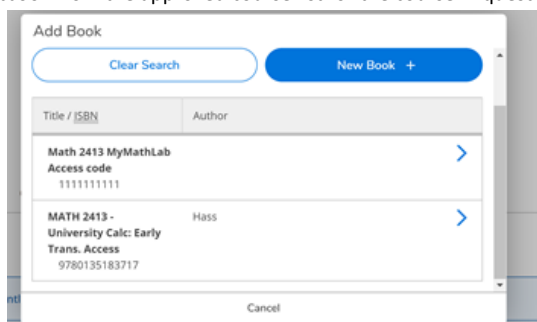 Add Book
Clear Search
New Book +
Title / ISBN Author
Math 2413 MyMathLab
Access code
1111111111
MATH 2413 - Hass
University Calc: Early
Trans. Access
9780135183717
Cancel